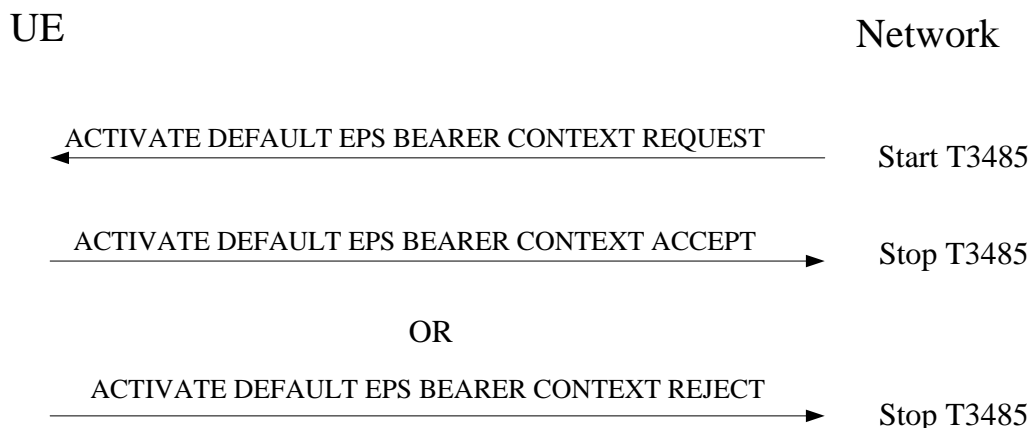 UE
Network
ACTIVATE DEFAULT EPS BEARER CONTEXT REQUEST
Start T3485
ACTIVATE DEFAULT EPS BEARER CONTEXT ACCEPT
Stop T3485
OR
ACTIVATE DEFAULT EPS BEARER CONTEXT REJECT
Stop T3485